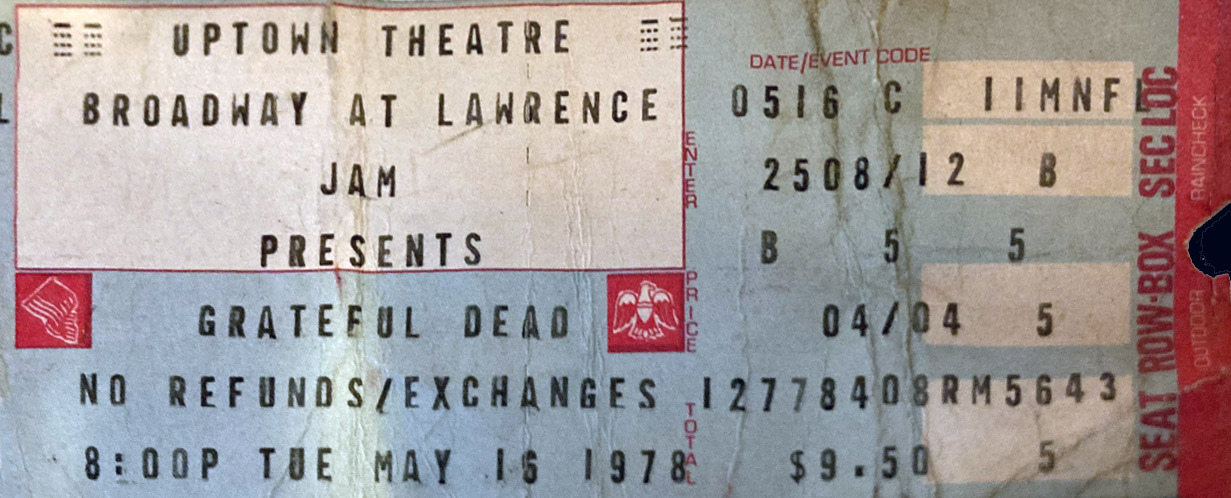 UPTOWN THEATRE
BROADWAY AT LAWRENCE
JAM
PRESENTS
GRATEFUL DEAD
NO REFUNDS/EXCHANGES
8:00P TUE MAY 16 1978
DATE/EVENT CODE
0516 C IIMNFL
2508/12 B
B 5 5
04/04 5
12778408RM5643
$9.50 5
ENTER
PRICE
TOTAL
SEAT ROW-BOX SEC LOC
OUTDOOR RAINCHECK